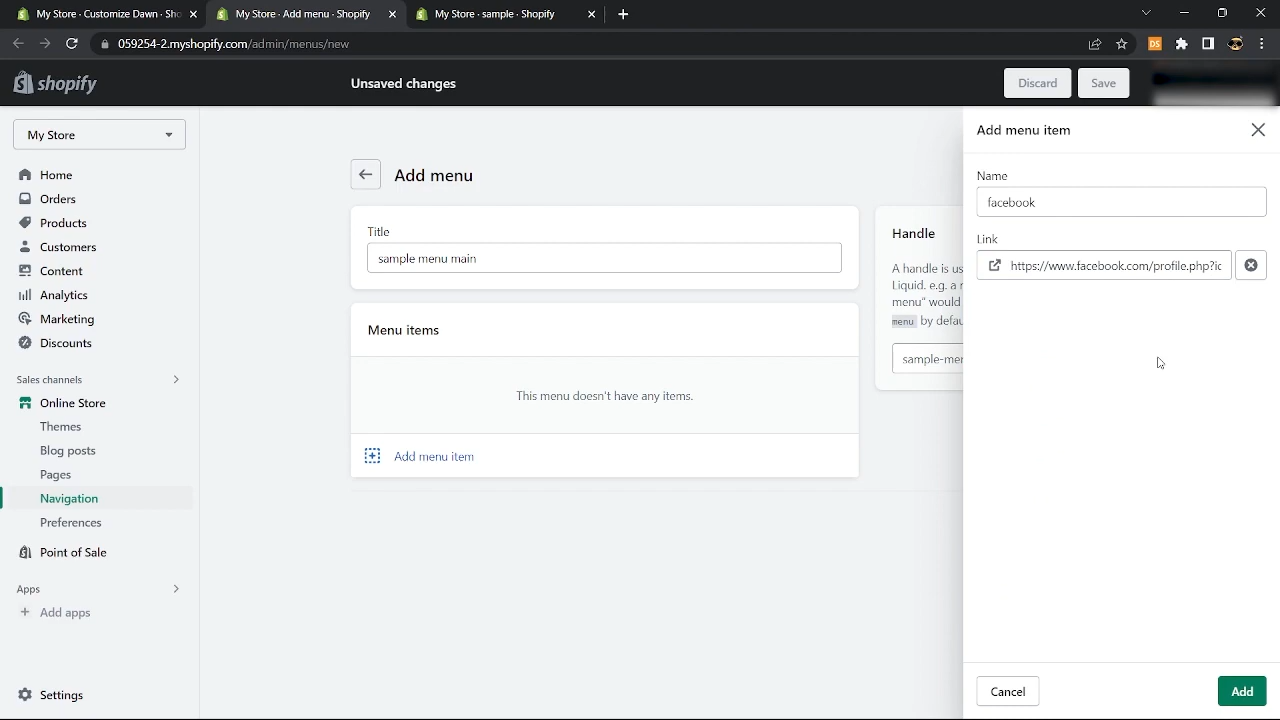 My Store · Customize Dawn · Sho
My Store · Add menu · Shopify
My Store · sample · Shopify
059254-2.myshopify.com/admin/menus/new
DS
shopify
Unsaved changes
Discard
Save
My Store
Home
Orders
Products
Customers
Content
Analytics
Marketing
Discounts
Sales channels
Online Store
Themes
Blog posts
Pages
Navigation
Preferences
Point of Sale
Apps
Add apps
Settings
Add menu
Title
sample menu main
Menu items
This menu doesn't have any items.
Add menu item
Handle
A handle is us
Liquid. e.g. a
menu" would
menu by defau
sample-me
Add menu item
Name
facebook
Link
https://www.facebook.com/profile.php?ic
Cancel
Add